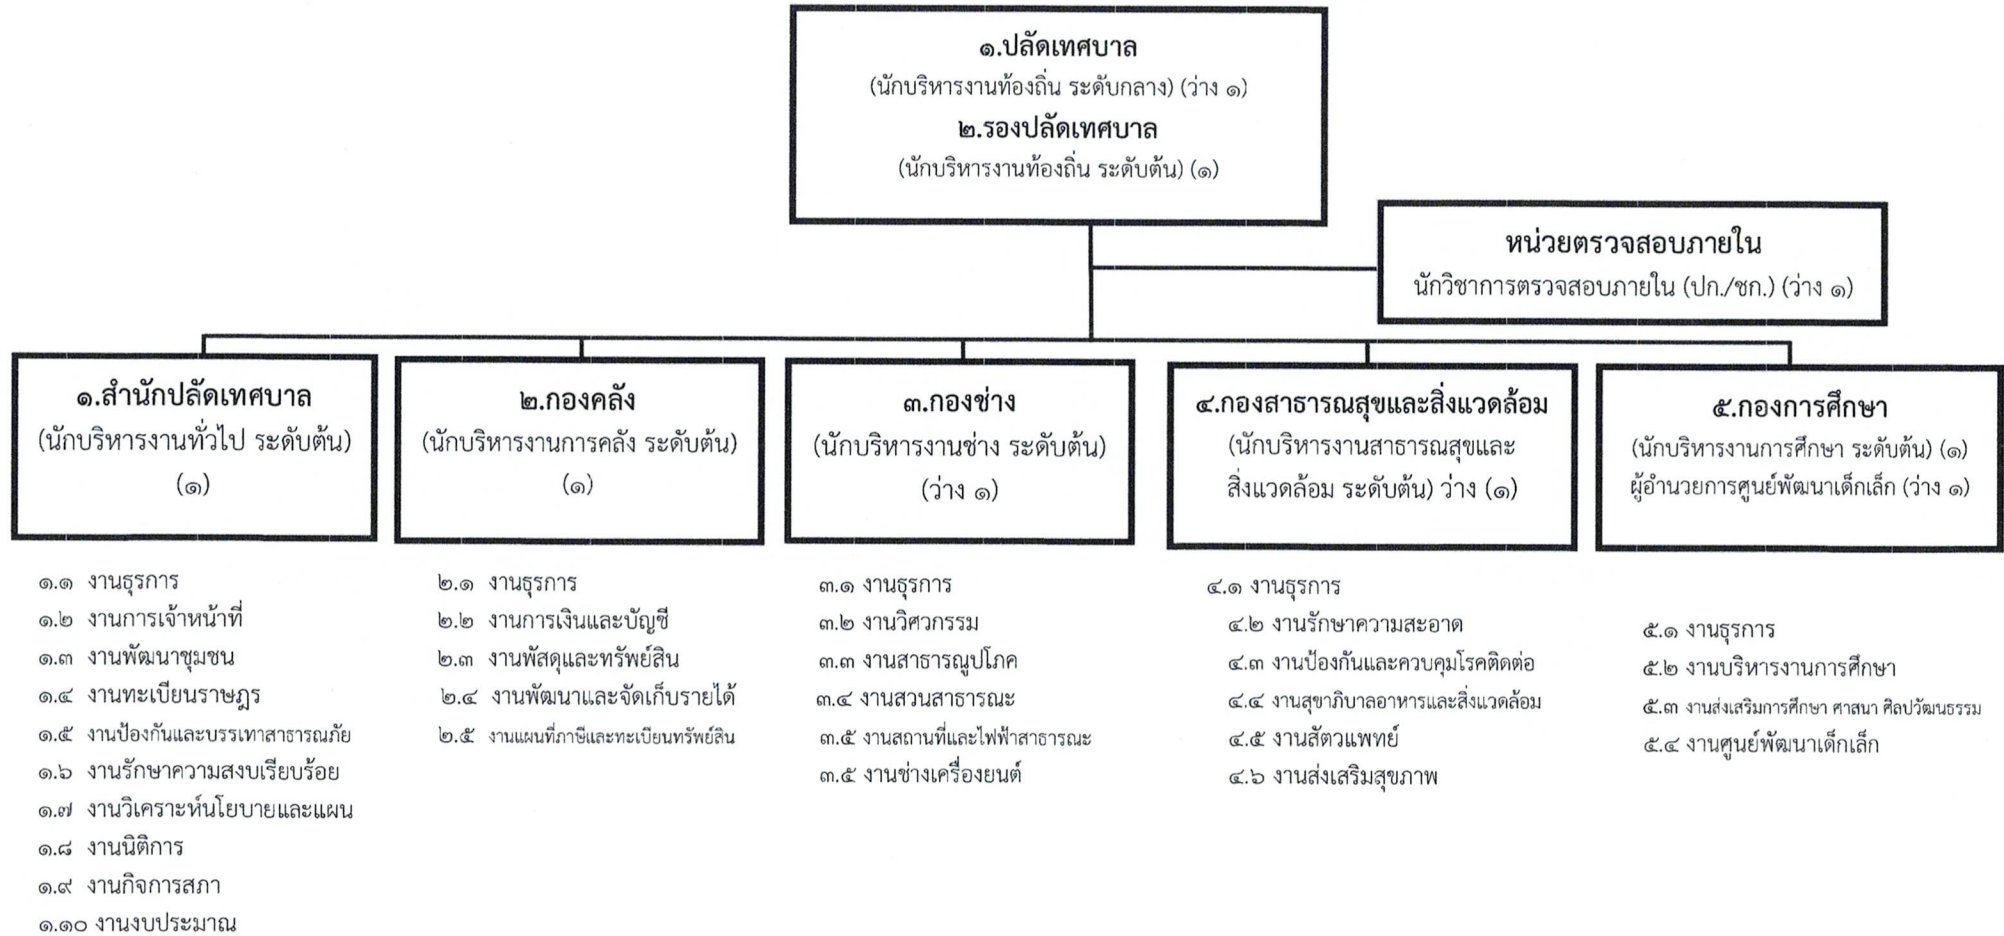 ๑.ปลัดเทศบาล
(นักบริหารงานท้องถิ่น ระดับกลาง) (ว่าง ๑)
๒.รองปลัดเทศบาล
(นักบริหารงานท้องถิ่น ระดับต้น) (๑)
หน่วยตรวจสอบภายใน
นักวิชาการตรวจสอบภายใน (ปก./ชก.) (ว่าง ๑)
๑.สำนักปลัดเทศบาล
(นักบริหารงานทั่วไป ระดับต้น)
(๑)
๑.๑ งานธุรการ
๑.๒ งานการเจ้าหน้าที่
๑.๓ งานพัฒนาชุมชน
๑.๔ งานทะเบียนราษฎร
๑.๕ งานป้องกันและบรรเทาสาธารณภัย
๑.๖ งานรักษาความสงบเรียบร้อย
๑.๗ งานวิเคราะห์นโยบายและแผน
๑.๘ งานนิติการ
๑.๙ งานกิจการสภา
๑.๑๐ งานงบประมาณ
๒.กองคลัง
(นักบริหารงานการคลัง ระดับต้น)
(๑)
๒.๑ งานธุรการ
๒.๒ งานการเงินและบัญชี
๒.๓ งานพัสดุและทรัพย์สิน
๒.๔ งานพัฒนาและจัดเก็บรายได้
๒.๕ งานแผนที่ภาษีและทะเบียนทรัพย์สิน
๓.กองช่าง
(นักบริหารงานช่าง ระดับต้น)
(ว่าง ๑)
๓.๑ งานธุรการ
๓.๒ งานวิศวกรรม
๓.๓ งานสาธารณูปโภค
๓.๔ งานสวนสาธารณะ
๓.๕ งานสถานที่และไฟฟ้าสาธารณะ
๓.๕ งานช่างเครื่องยนต์
๔.กองสาธารณสุขและสิ่งแวดล้อม
(นักบริหารงานสาธารณสุขและ
สิ่งแวดล้อม ระดับต้น) ว่าง (๑)
๔.๑ งานธุรการ
๔.๒ งานรักษาความสะอาด
๔.๓ งานป้องกันและควบคุมโรคติดต่อ
๔.๔ งานสุขาภิบาลอาหารและสิ่งแวดล้อม
๔.๕ งานสัตวแพทย์
๔.๖ งานส่งเสริมสุขภาพ
๕.กองการศึกษา
(นักบริหารงานการศึกษา ระดับต้น) (๑)
ผู้อำนวยการศูนย์พัฒนาเด็กเล็ก (ว่าง ๑)
๕.๑ งานธุรการ
๕.๒ งานบริหารงานการศึกษา
๕.๓ งานส่งเสริมการศึกษา ศาสนา ศิลปวัฒนธรรม
๕.๔ งานศูนย์พัฒนาเด็กเล็ก